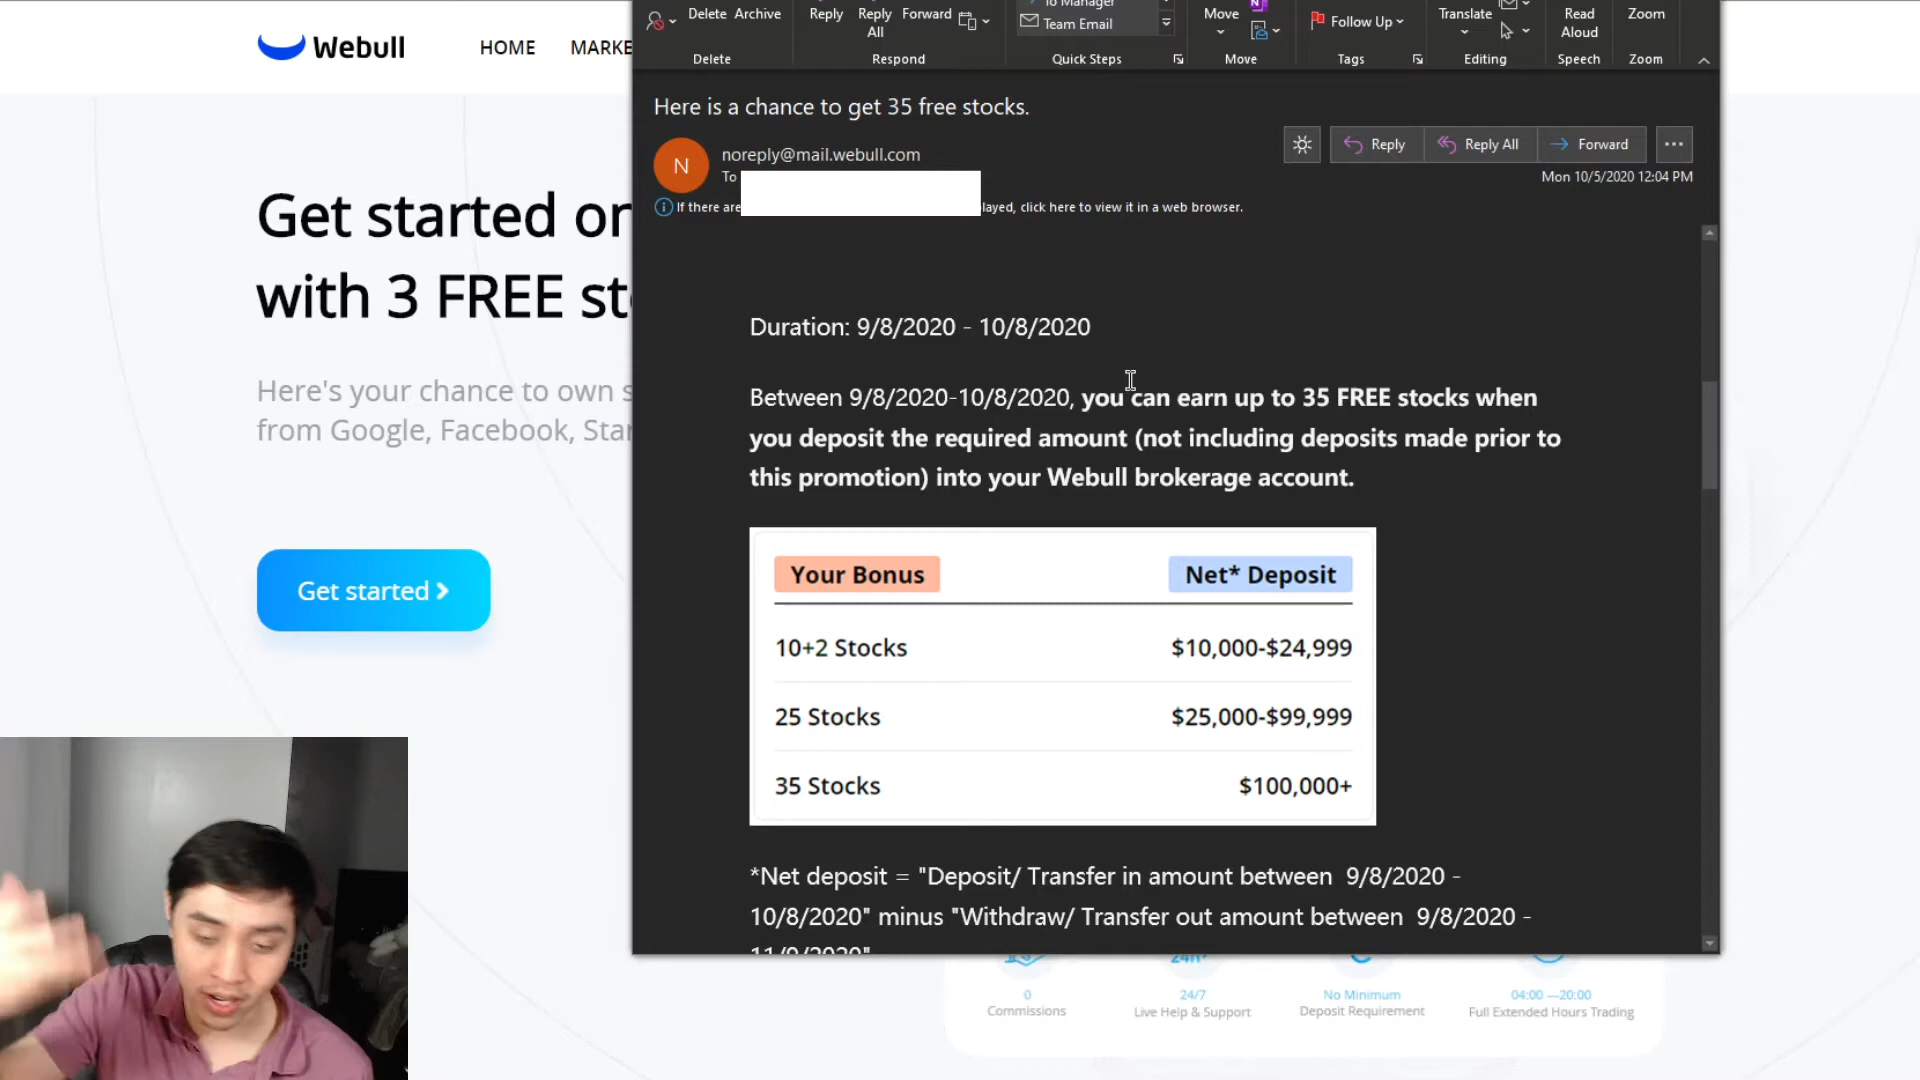 Webull
HOME
MARKE
Get started or
with 3 FREE st
Here's your chance to own s
from Google, Facebook, Star
Get started
Delete Archive
Reply
Reply
All
Forward
To Manager
Team Email
Move
Follow Up
Translate
Read
Aloud
Zoom
Delete
Respond
Quick Steps
Move
Tags
Editing
Speech
Zoom
Here is a chance to get 35 free stocks.
N
noreply@mail.webull.com
To
Reply
Reply All
Forward
Mon 10/5/2020 12:04 PM
If there are
layed, click here to view it in a web browser.
Duration: 9/8/2020 - 10/8/2020
Between 9/8/2020-10/8/2020, you can earn up to 35 FREE stocks when
you deposit the required amount (not including deposits made prior to
this promotion) into your Webull brokerage account.
Your Bonus Net* Deposit
10+2 Stocks $10,000-$24,999
25 Stocks $25,000-$99,999
35 Stocks $100,000+
*Net deposit = "Deposit/ Transfer in amount between 9/8/2020 -
10/8/2020" minus "Withdraw/ Transfer out amount between 9/8/2020 -
0
Commissions
24/7
Live Help & Support
No Minimum
Deposit Requirement
04:00 —20:00
Full Extended Hours Trading